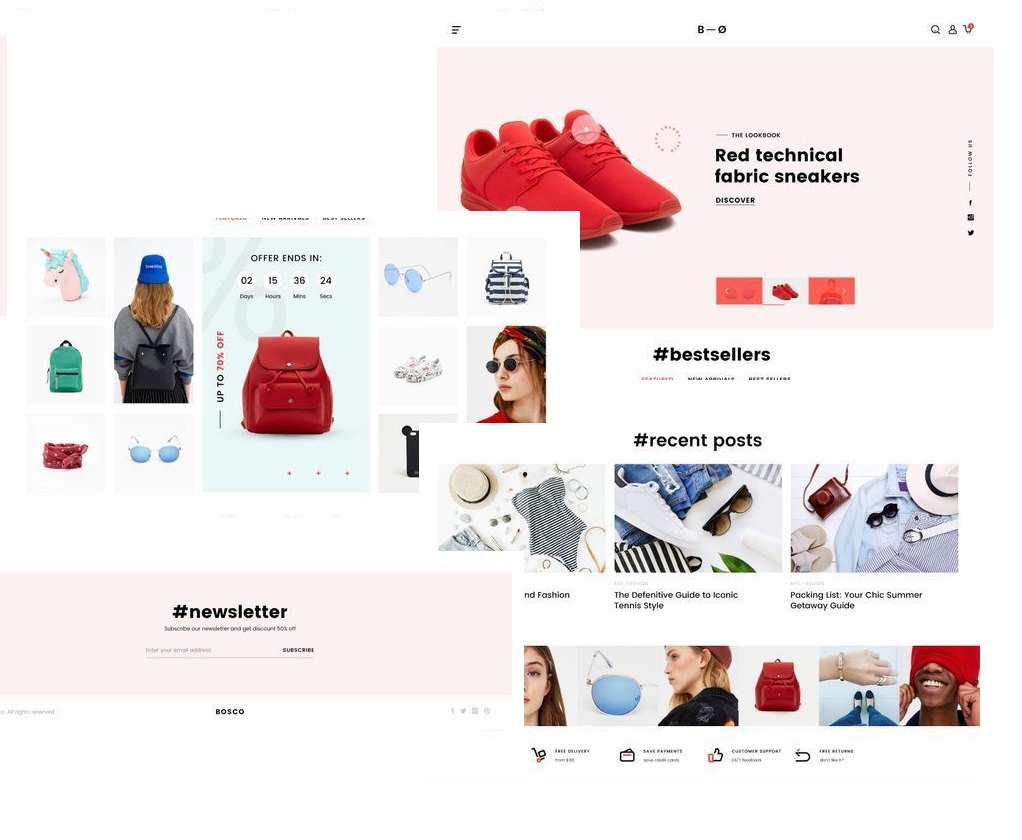 B—Ø
THE LOOKBOOK
Red technical
fabric sneakers
DISCOVER
FOLLOW US
#bestsellers
FEATURED NEW ARRIVALS BEST SELLERS
FEATURED NEW ARRIVALS BEST SELLERS
OFFER ENDS IN:
02 15 36 24
Days Hours Mins Secs
UP TO 70% OFF
#recent posts
ART, FASHION
ART, FASHION
nd Fashion
The Defenitive Guide to Iconic
Tennis Style
Packing List: Your Chic Summer
Getaway Guide
#newsletter
Subscribe our newsletter and get discount 50% off
Enter your email address SUBSCRIBE
All rights reserved.
BOSCO
FREE DELIVERY
from $98
SAVE PAYMENTS
save credit cards
CUSTOMER SUPPORT
24/7 feedback
FREE RETURNS
don't like it?